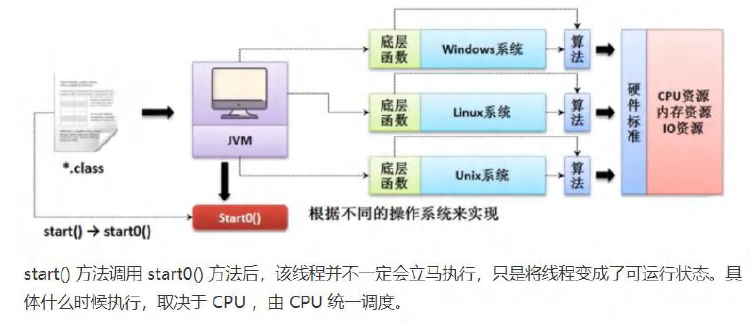 底层函数
Windows系统
算法
底层函数
Linux系统
算法
底层函数
Unix系统
算法
硬件标准
CPU资源
内存资源
IO资源
JVM
*.class
Start0()
start() → start0()
根据不同的操作系统来实现
start() 方法调用 start0() 方法后，该线程并不一定会立马执行，只是将线程变成了可运行状态。具
体什么时候执行，取决于 CPU ，由 CPU 统一调度。